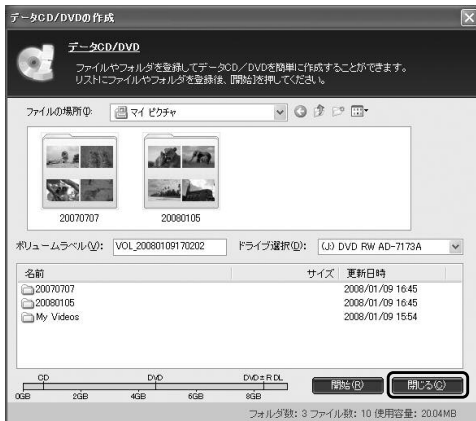 データCD/DVDの作成
データCD/DVD
ファイルやフォルダを登録してデータCD／DVDを簡単に作成することができます。
リストにファイルやフォルダを登録後、[開始]を押してください。
ファイルの場所(I): マイ ピクチャ
20070707 20080105
ボリュームラベル(V): VOL_20080109170202 ドライブ選択(D): (J:) DVD RW AD-7173A
名前 サイズ 更新日時
20070707 2008/01/09 16:45
20080105 2008/01/09 16:45
My Videos 2008/01/09 15:54
CD DVD DVD±R DL
0GB 2GB 4GB 6GB 8GB
開始(R) 閉じる(C)
フォルダ数: 3 ファイル数: 10 使用容量: 20.04MB